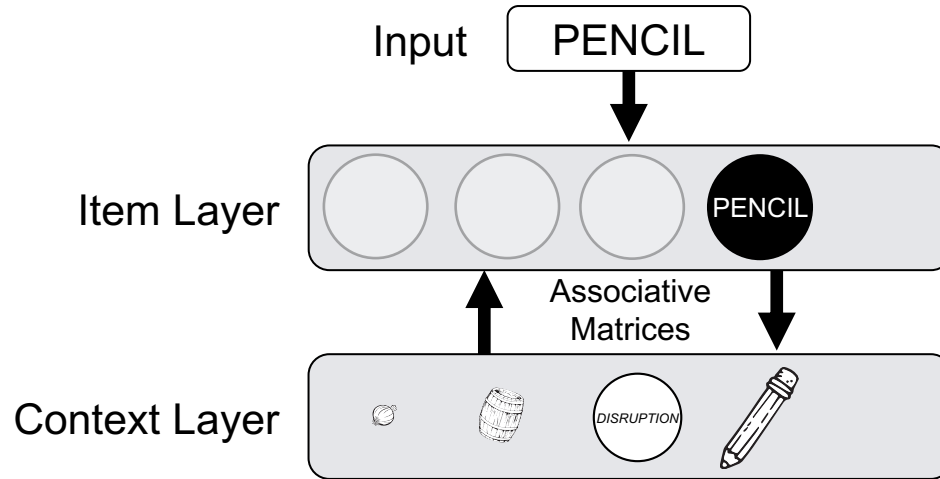 Input
PENCIL
Item Layer
PENCIL
Associative
Matrices
Context Layer
DISRUPTION